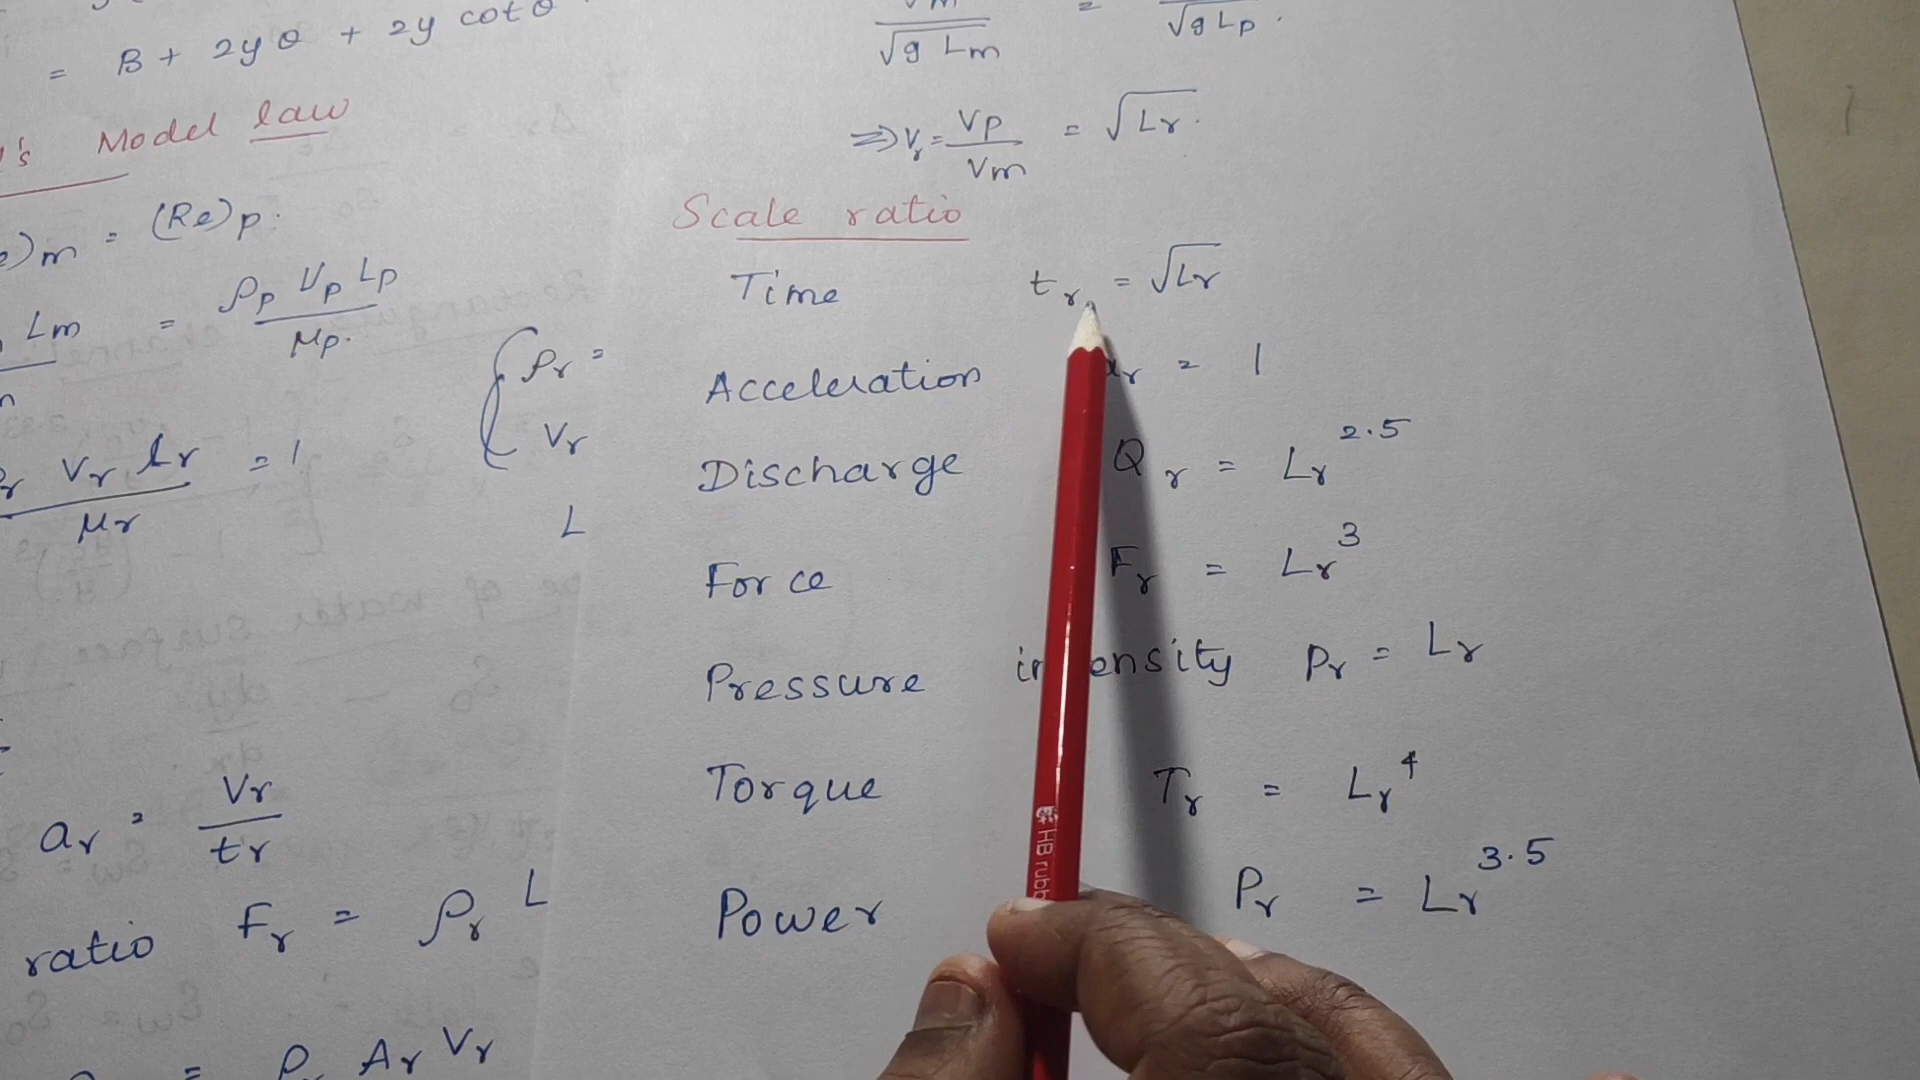 = B + 2yθ + 2y cotθ
's Model law
)m = (Re)p.
Lm = ρp Vp Lp / μp.
ρr =
Vr Lr / μr = 1
Vr
L
ar = Vr / tr
ratio Fr = ρr L
= ρ Ar Vr
√g Lm = √g Lp.
⇒ Vr = Vp / Vm = √Lr.
Scale ratio
Time tr = √Lr
Acceleration ar = 1
Discharge Qr = Lr^2.5
Force Fr = Lr^3
Pressure intensity Pr = Lr
Torque Tr = Lr^4
Power Pr = Lr^3.5
HB rubb